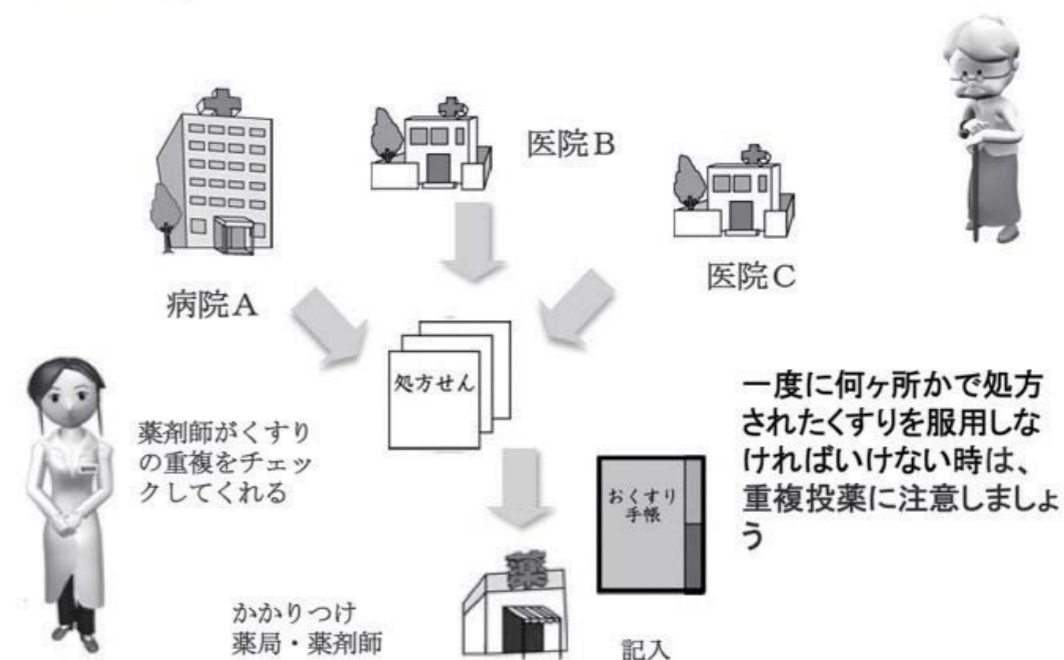 医院B
医院C
病院A
処方せん
一度に何ヶ所かで処方
されたくすりを服用しな
ければいけない時は、
重複投薬に注意しましょ
う
薬剤師がくすり
の重複をチェッ
クしてくれる
おくすり
手帳
薬
かかりつけ
薬局・薬剤師
記入